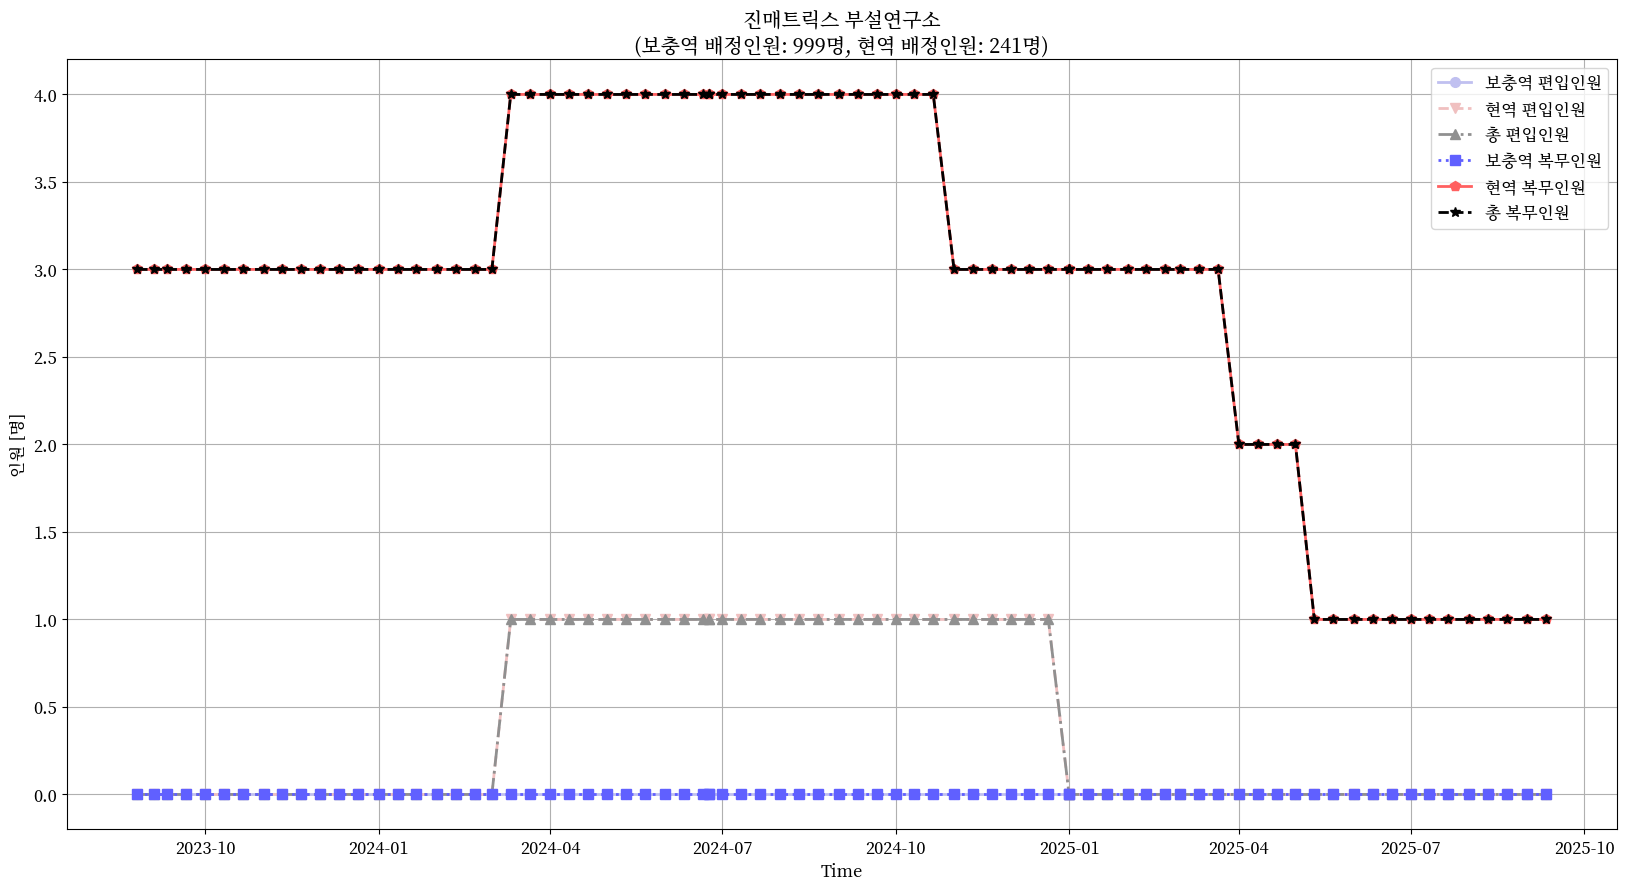 진매트릭스 부설연구소
(보충역 배정인원: 999명, 현역 배정인원: 241명)
보충역 편입인원
현역 편입인원
총 편입인원
보충역 복무인원
현역 복무인원
총 복무인원
인원 [명]
4.0
3.5
3.0
2.5
2.0
1.5
1.0
0.5
0.0
2023-10
2024-01
2024-04
2024-07
2024-10
2025-01
2025-04
2025-07
2025-10
Time